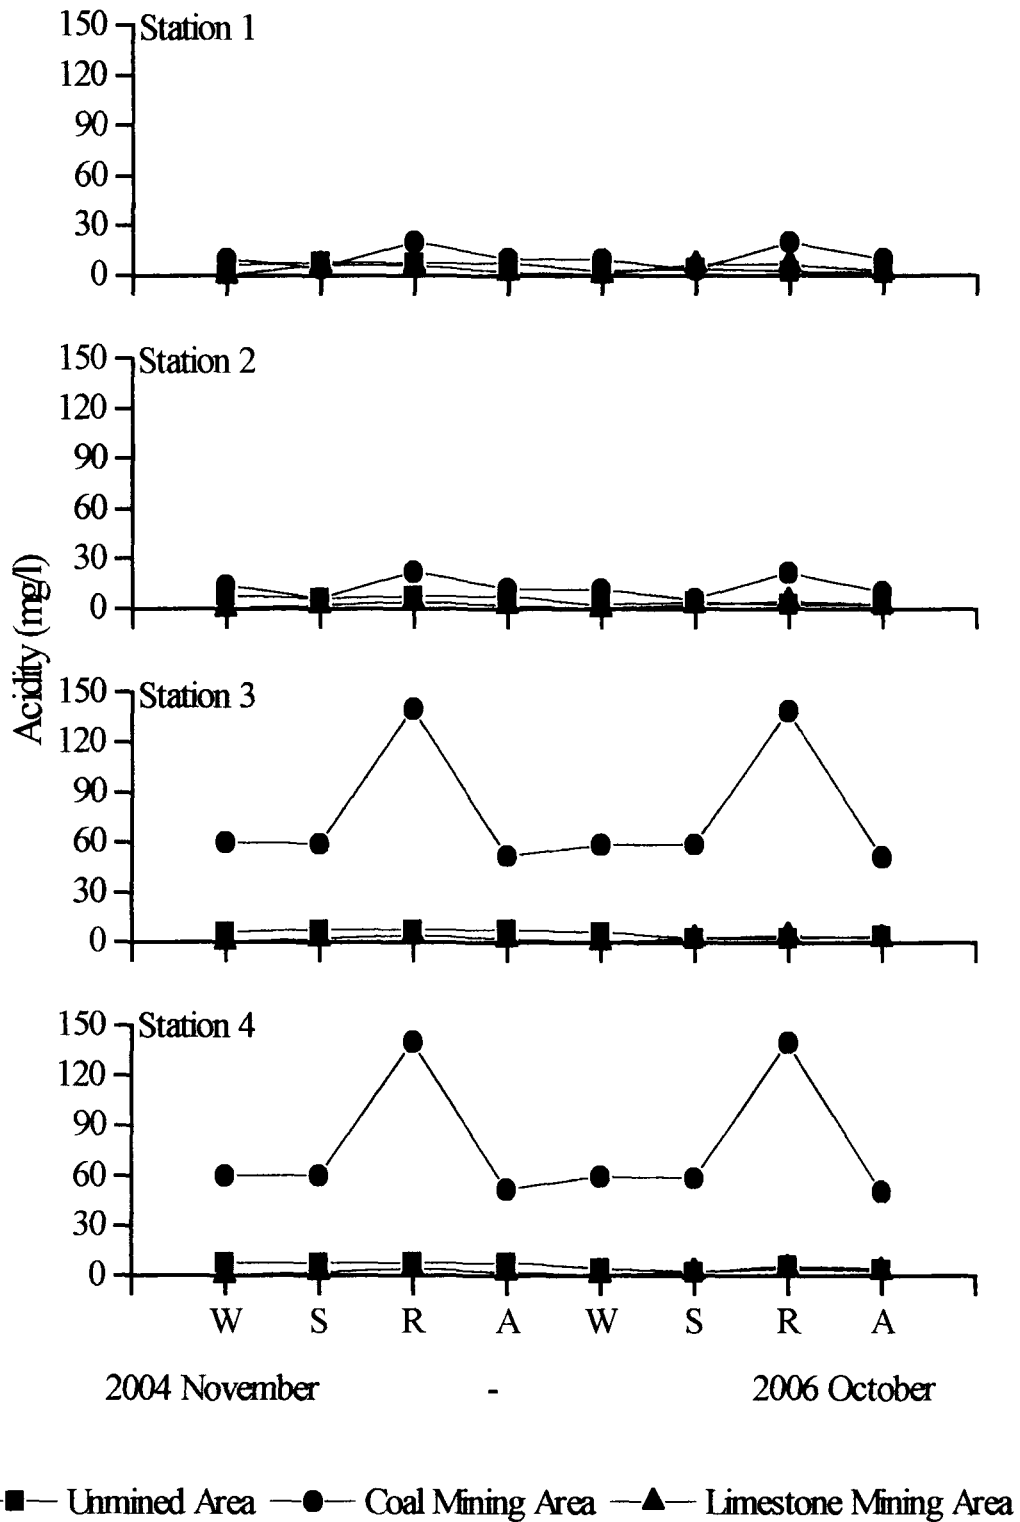 150 Station 1
120
90
60
30
0
150 Station 2
120
90
60
30
0
Acidity (mg/l)
150 Station 3
120
90
60
30
0
150 Station 4
120
90
60
30
0
W S R A W S R A
2004 November - 2006 October
Unmined Area Coal Mining Area Limestone Mining Area